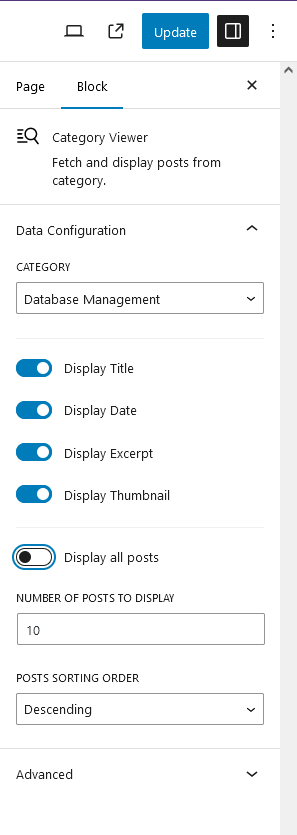 Update
Page Block
Category Viewer
Fetch and display posts from
category.
Data Configuration
CATEGORY
Database Management
Display Title
Display Date
Display Excerpt
Display Thumbnail
Display all posts
NUMBER OF POSTS TO DISPLAY
10
POSTS SORTING ORDER
Descending
Advanced